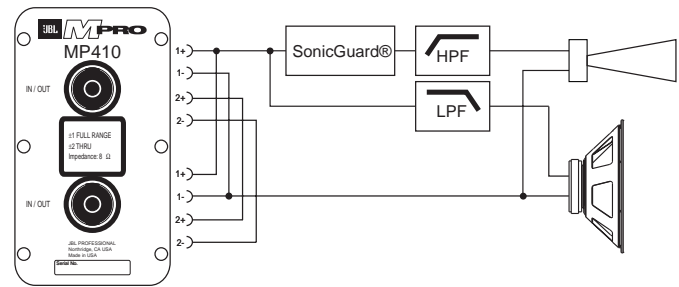 JBL MPRO
MP410
IN / OUT
±1 FULL RANGE
±2 THRU
Impedance: 8 Ω
IN / OUT
JBL PROFESSIONAL
Northridge, CA USA
Made in USA
Serial No.
1+
1-
2+
2-
1+
1-
2+
2-
SonicGuard®
HPF
LPF